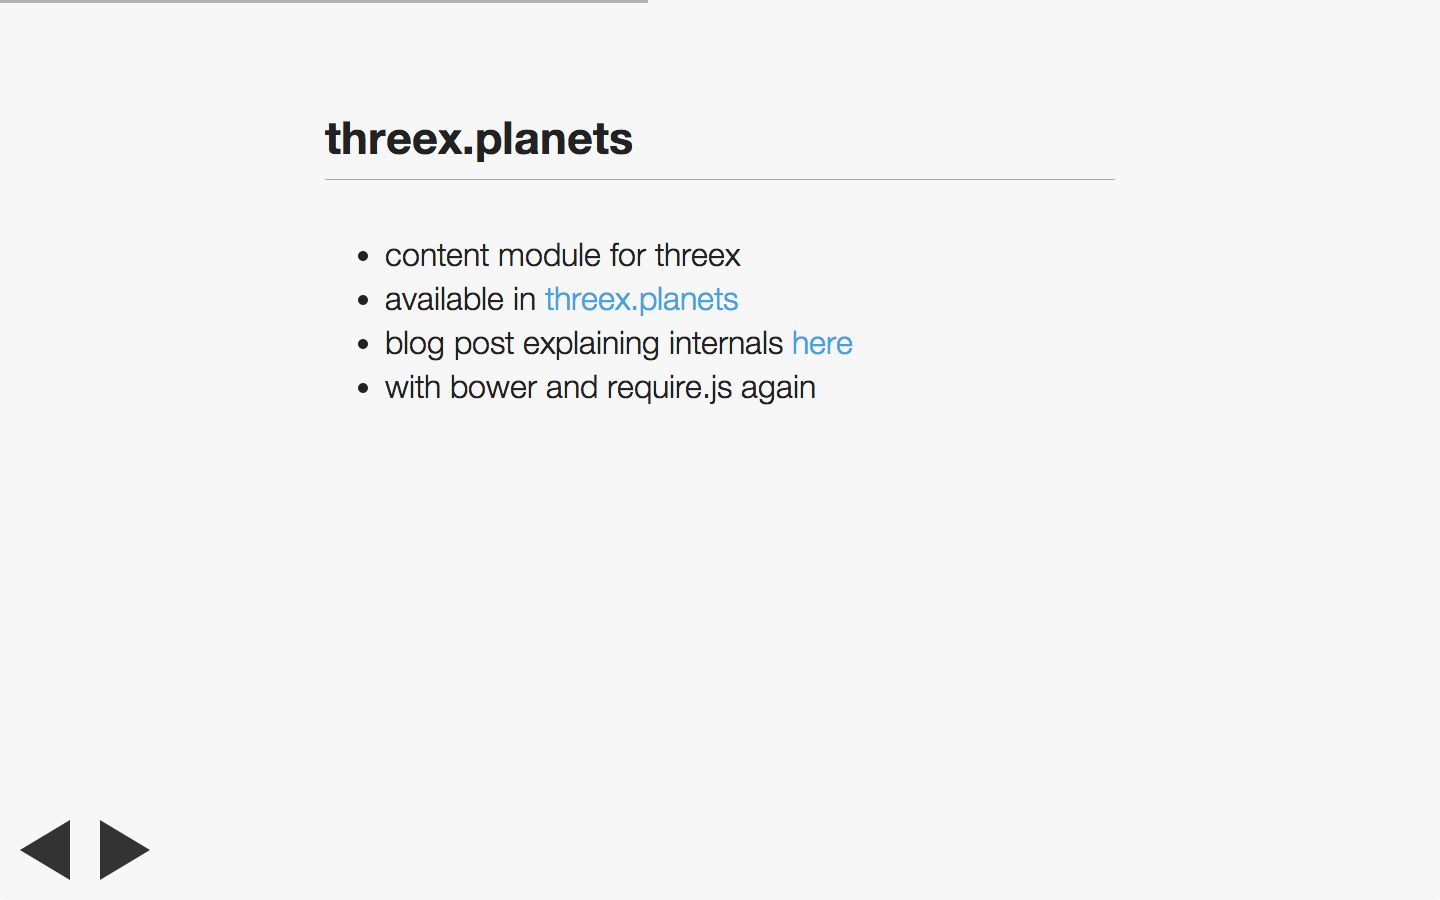 threex.planets
content module for threex
available in threex.planets
blog post explaining internals here
with bower and require.js again